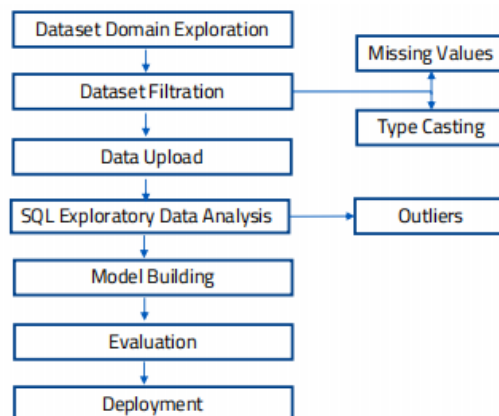 Dataset Domain Exploration
Missing Values
Dataset Filtration
Type Casting
Data Upload
SQL Exploratory Data Analysis
Outliers
Model Building
Evaluation
Deployment